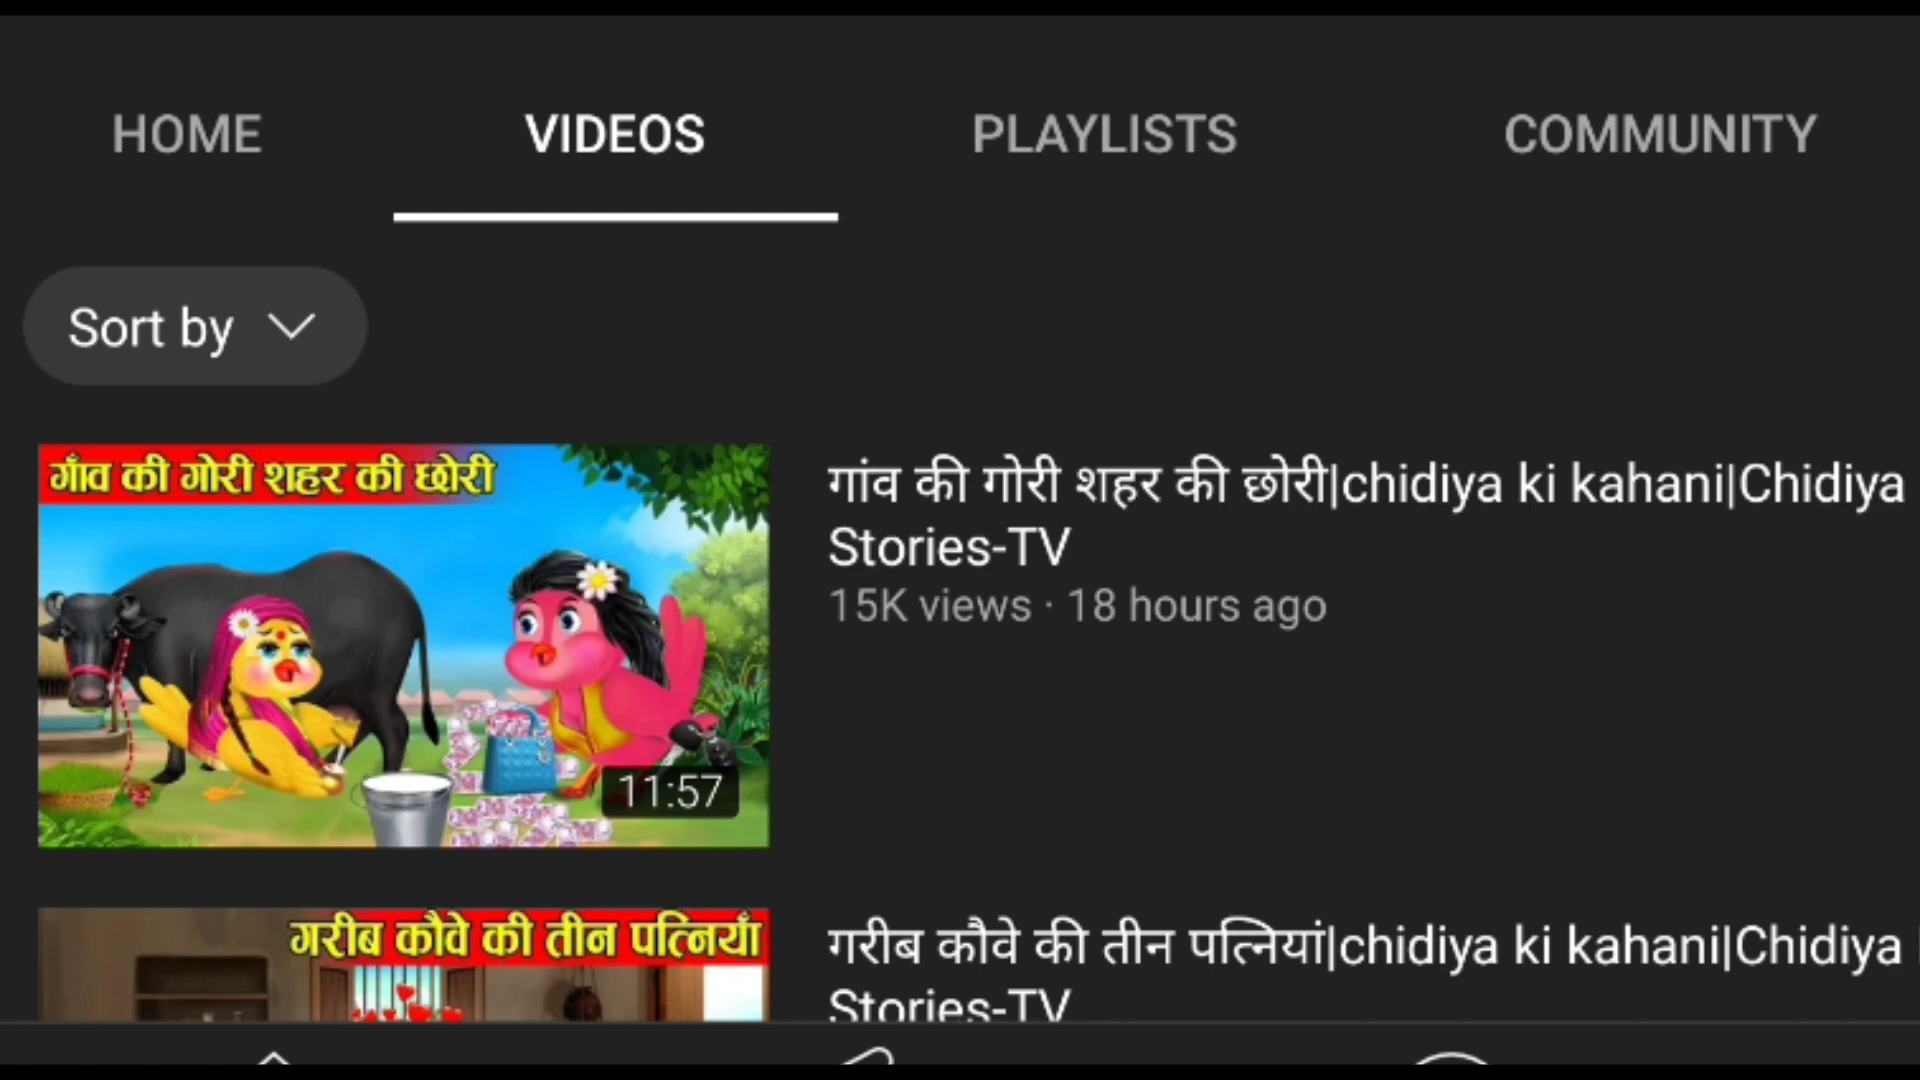 HOME VIDEOS PLAYLISTS COMMUNITY
Sort by
गाँव की गोरी शहर की छोरी
11:57
गांव की गोरी शहर की छोरी|chidiya ki kahani|Chidiya
Stories-TV
15K views · 18 hours ago
गरीब कौवे की तीन पत्नियाँ
गरीब कौवे की तीन पत्नियां|chidiya ki kahani|Chidiya
Stories-TV